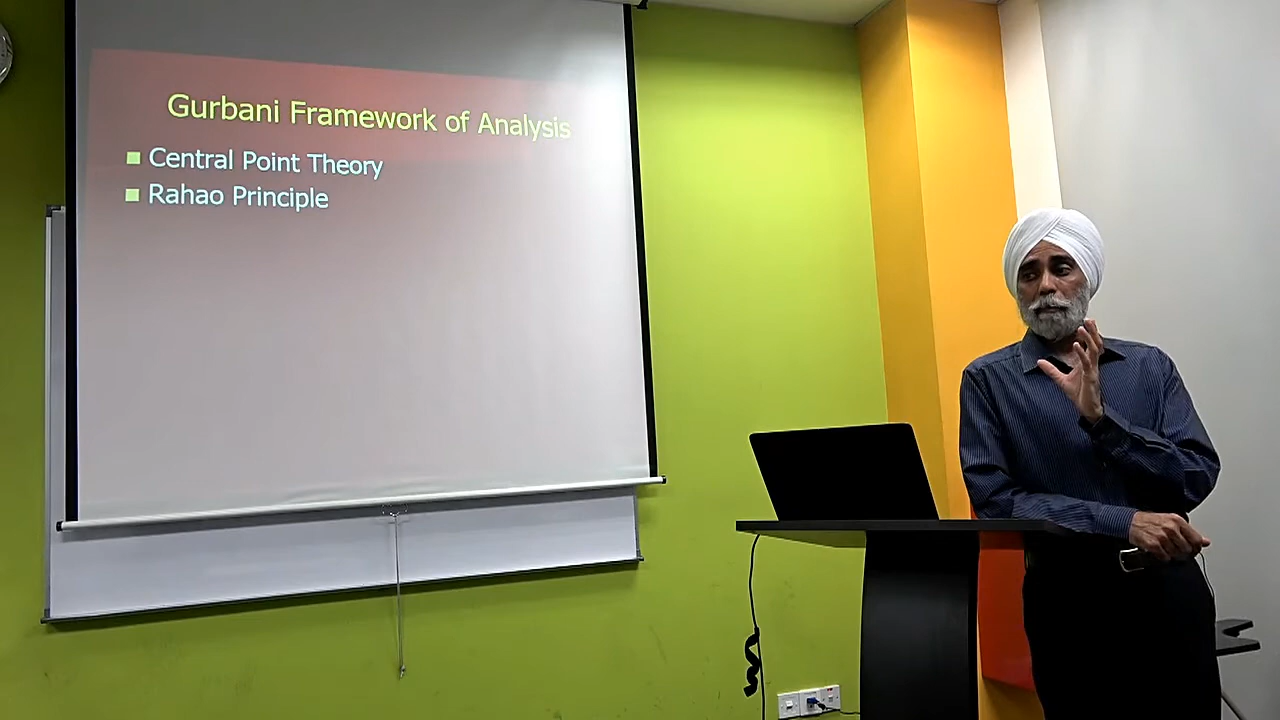 Gurbani Framework of Analysis
Central Point Theory
Rahao Principle